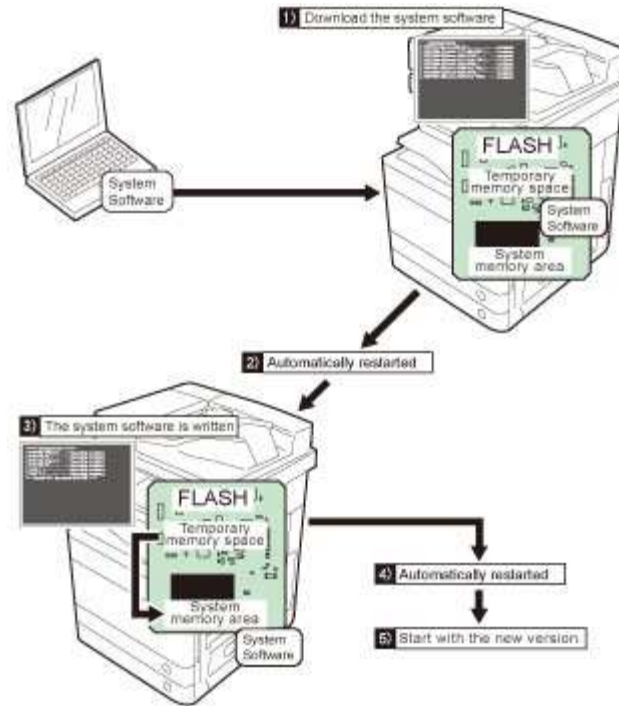 1) Download the system software
FLASH
Temporary
memory space
System
Software
System
Software
System
memory area
2) Automatically restarted
3) The system software is written
FLASH
Temporary
memory space
System
memory area
System
Software
4) Automatically restarted
5) Start with the new version